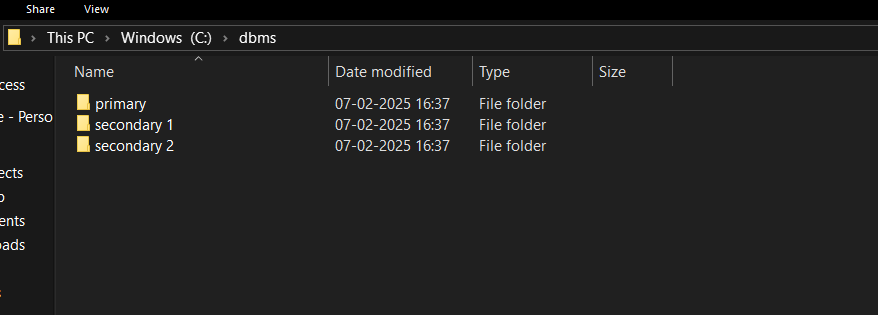 Share View
This PC › Windows (C:) › dbms
Name Date modified Type Size
cess
primary 07-02-2025 16:37 File folder
e - Perso
secondary 1 07-02-2025 16:37 File folder
secondary 2 07-02-2025 16:37 File folder
ects
ents
oads